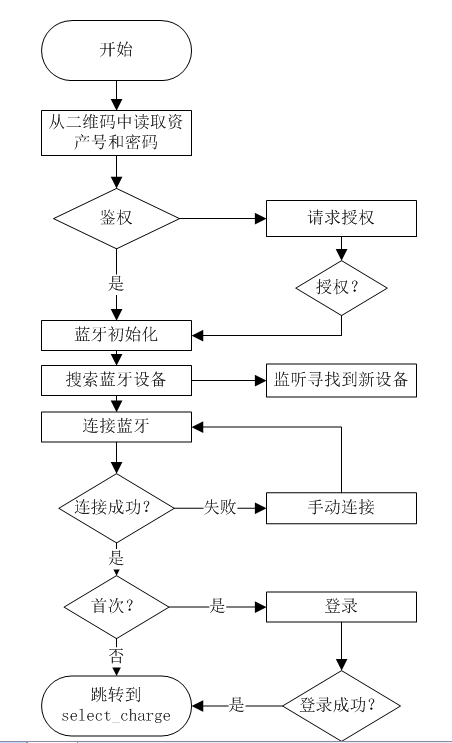 开始
从二维码中读取资
产号和密码
鉴权
请求授权
是
授权？
蓝牙初始化
搜索蓝牙设备
监听寻找到新设备
连接蓝牙
连接成功？
失败
手动连接
是
首次？
是
登录
否
跳转到
select_charge
是
登录成功？